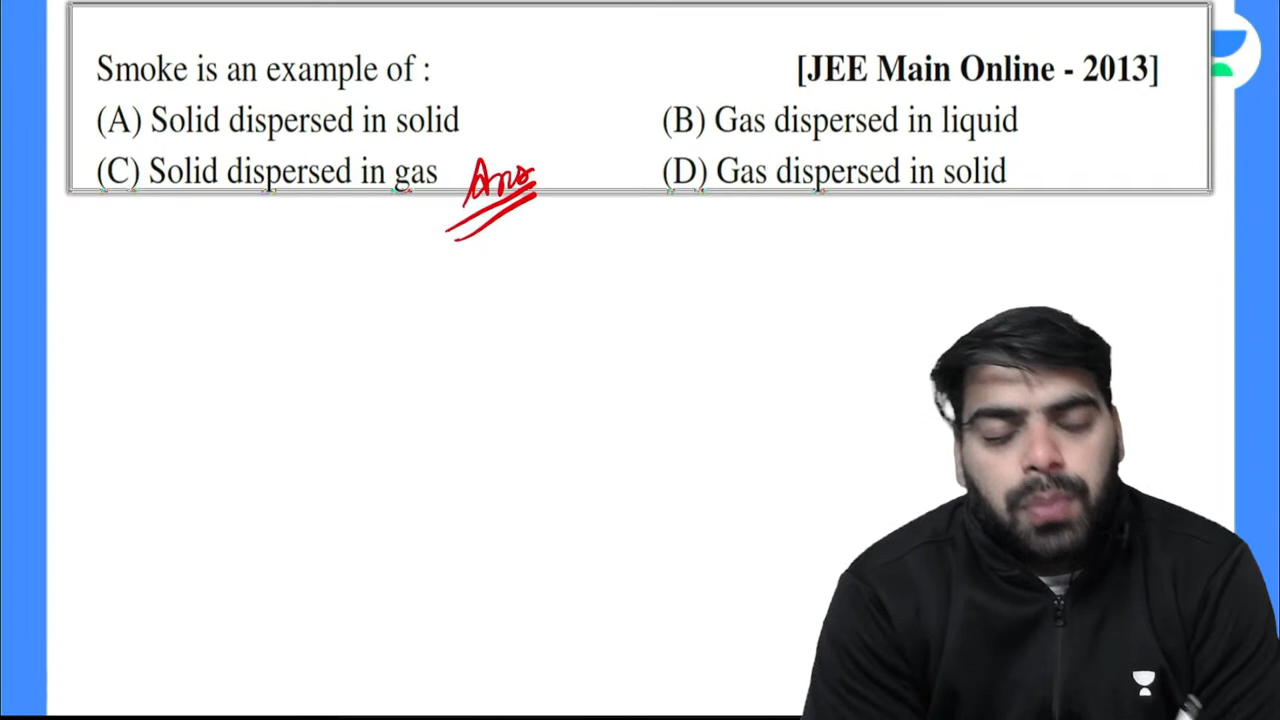 Smoke is an example of : [JEE Main Online - 2013]
(A) Solid dispersed in solid (B) Gas dispersed in liquid
(C) Solid dispersed in gas Ans (D) Gas dispersed in solid